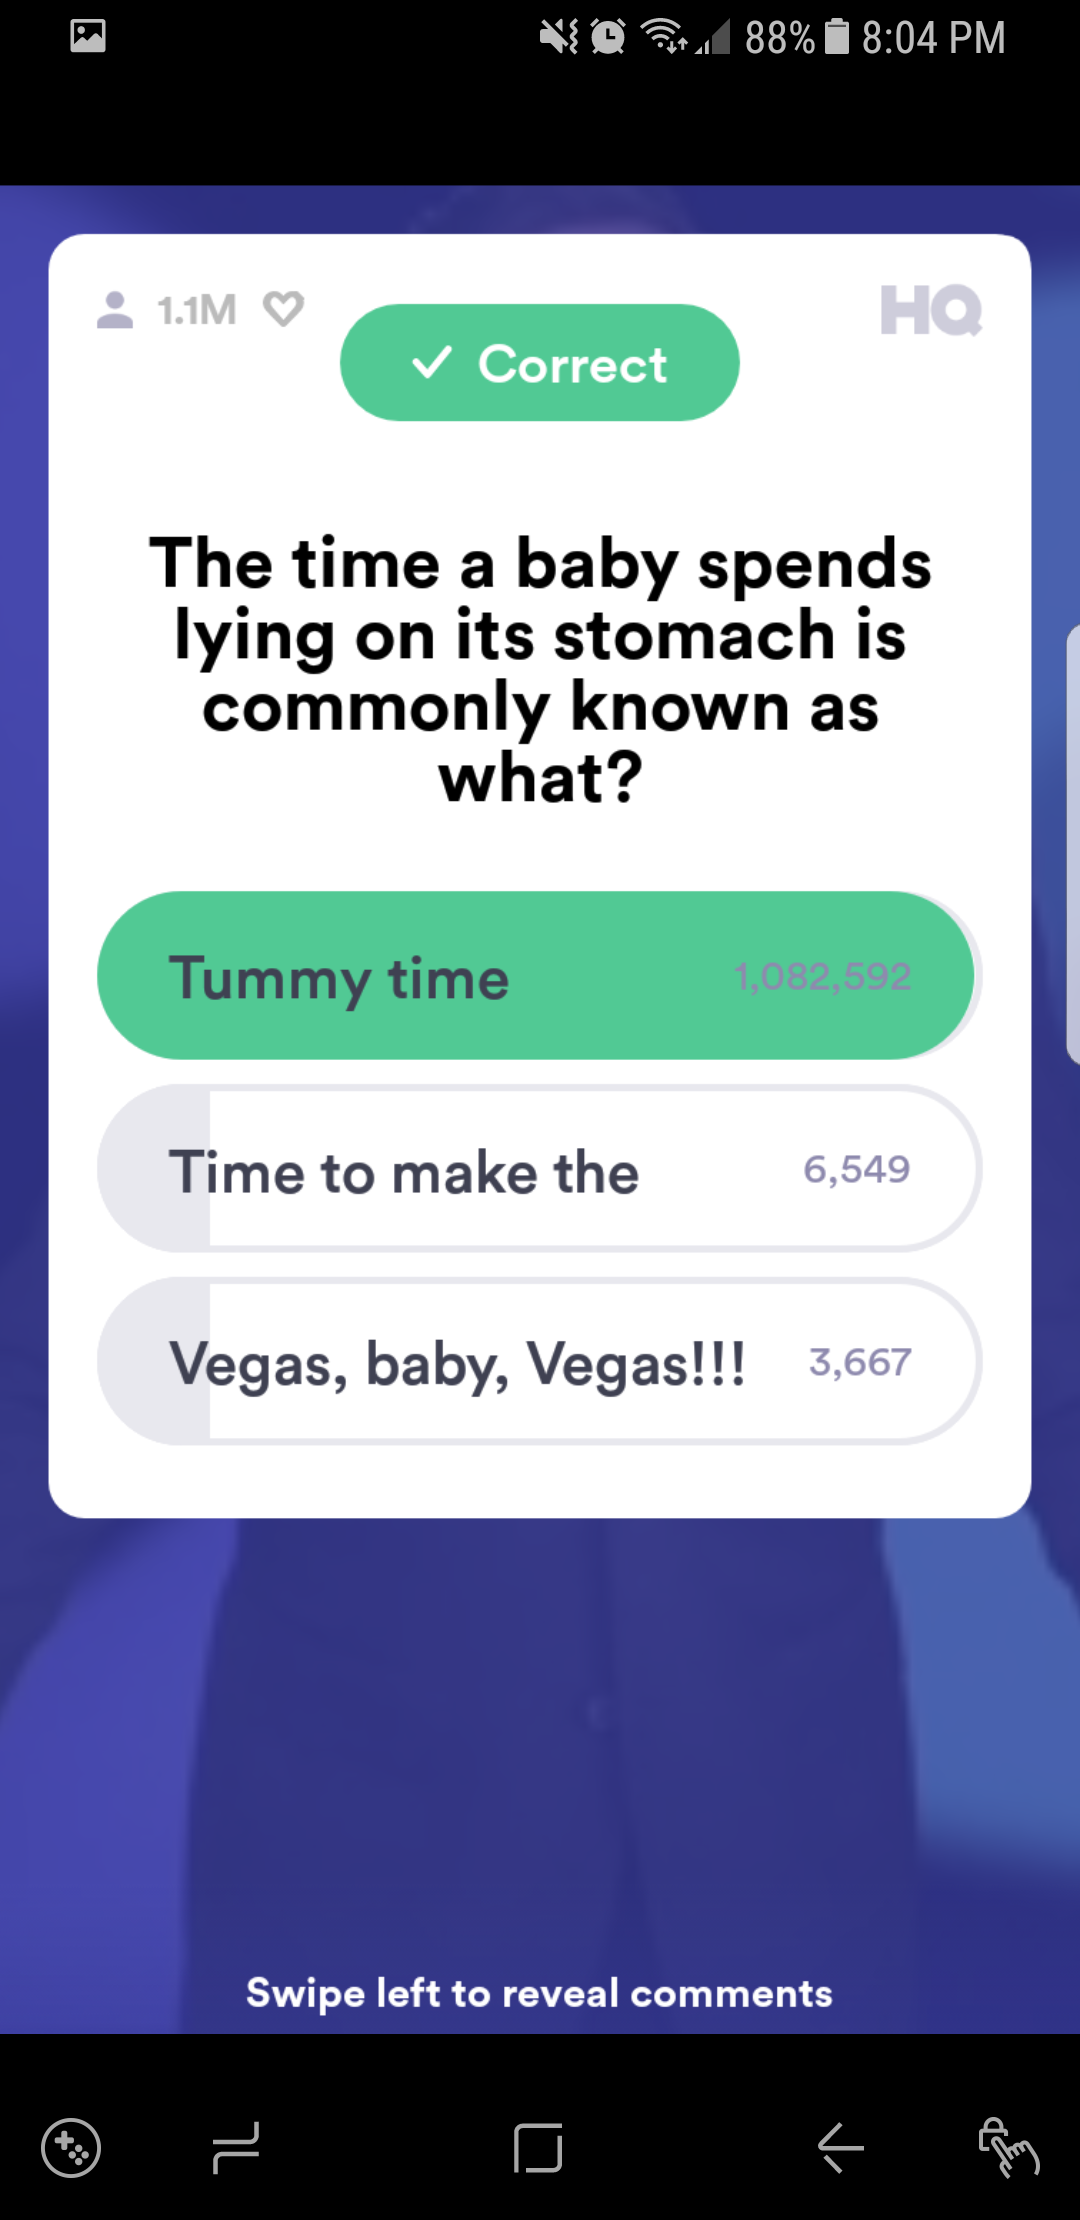 88% 8:04 PM
1.1M
HQ
Correct
The time a baby spends
lying on its stomach is
commonly known as
what?
Tummy time 1,082,592
Time to make the 6,549
Vegas, baby, Vegas!!! 3,667
Swipe left to reveal comments